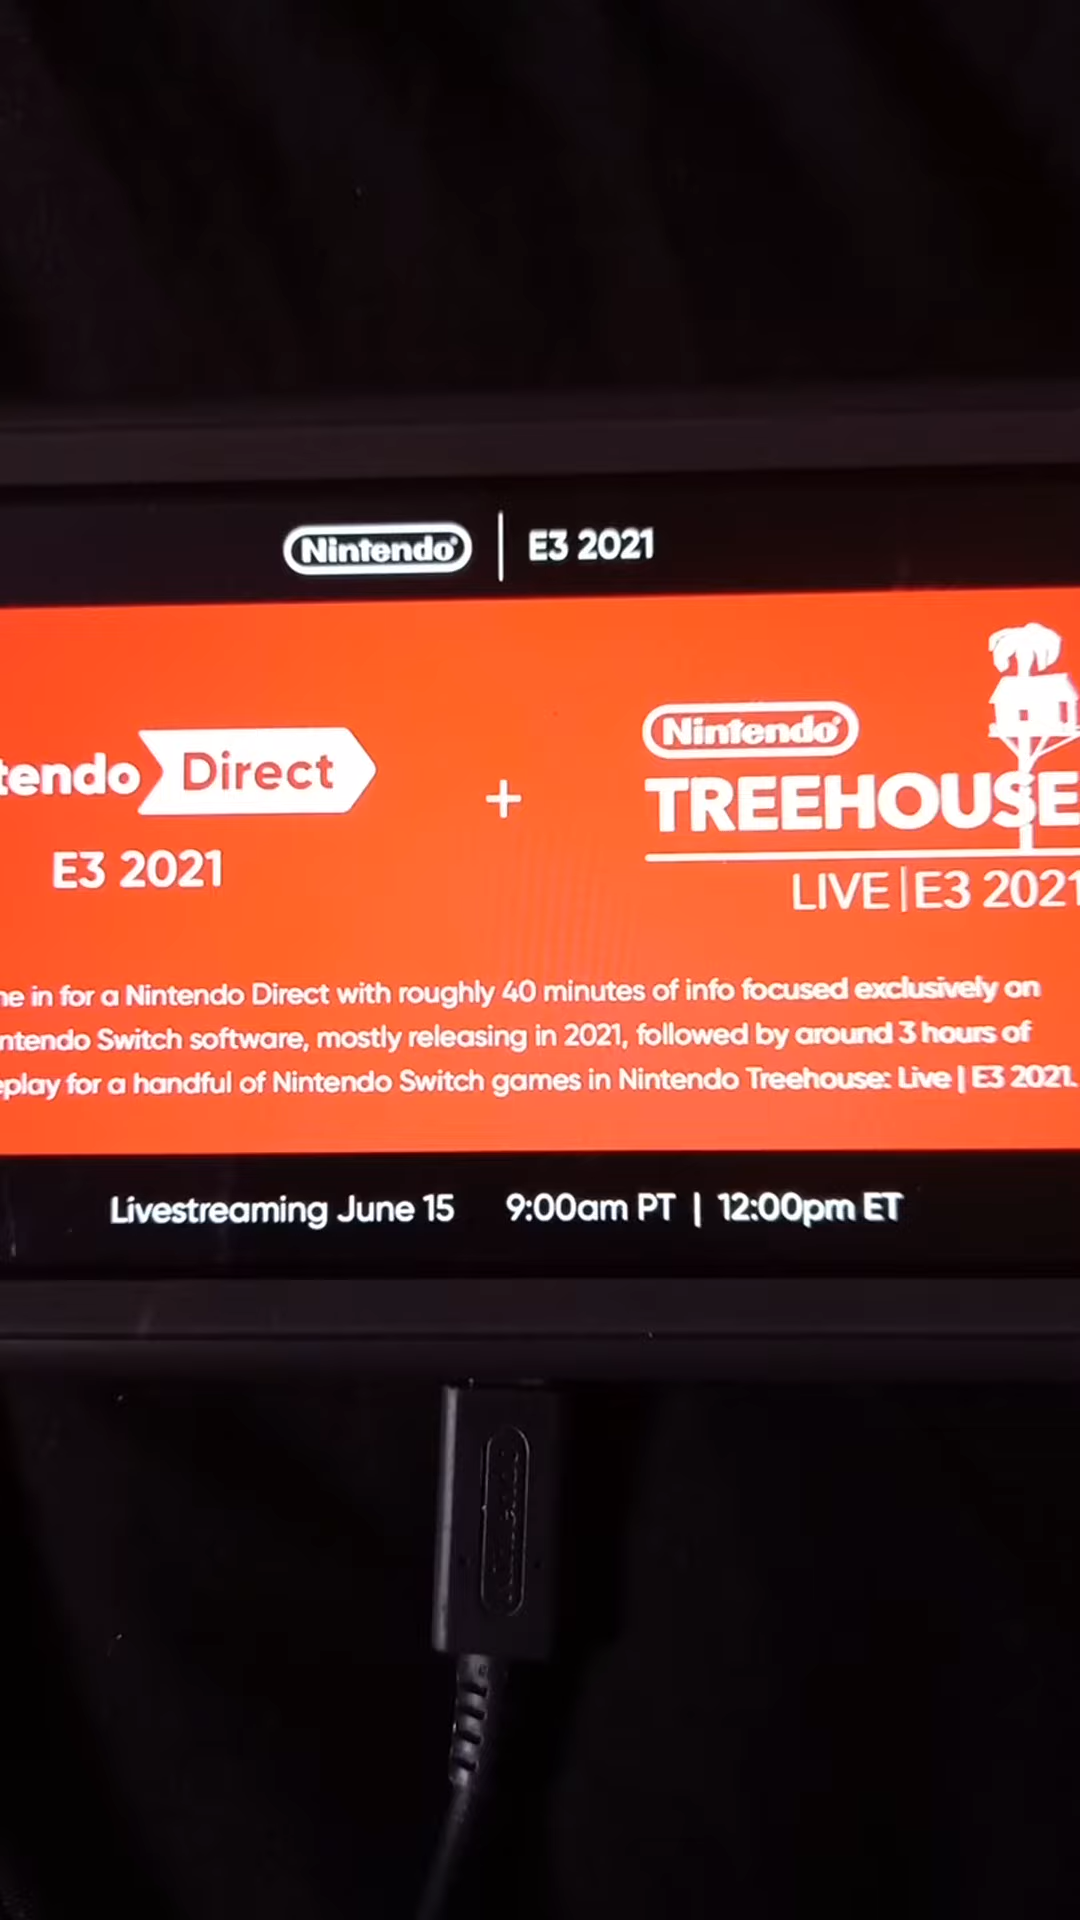 Nintendo | E3 2021
tendo Direct
E3 2021
+
Nintendo
TREEHOUSE
LIVE | E3 2021
ne in for a Nintendo Direct with roughly 40 minutes of info focused exclusively on
ntendo Switch software, mostly releasing in 2021, followed by around 3 hours of
eplay for a handful of Nintendo Switch games in Nintendo Treehouse: Live | E3 2021.
Livestreaming June 15 9:00am PT | 12:00pm ET